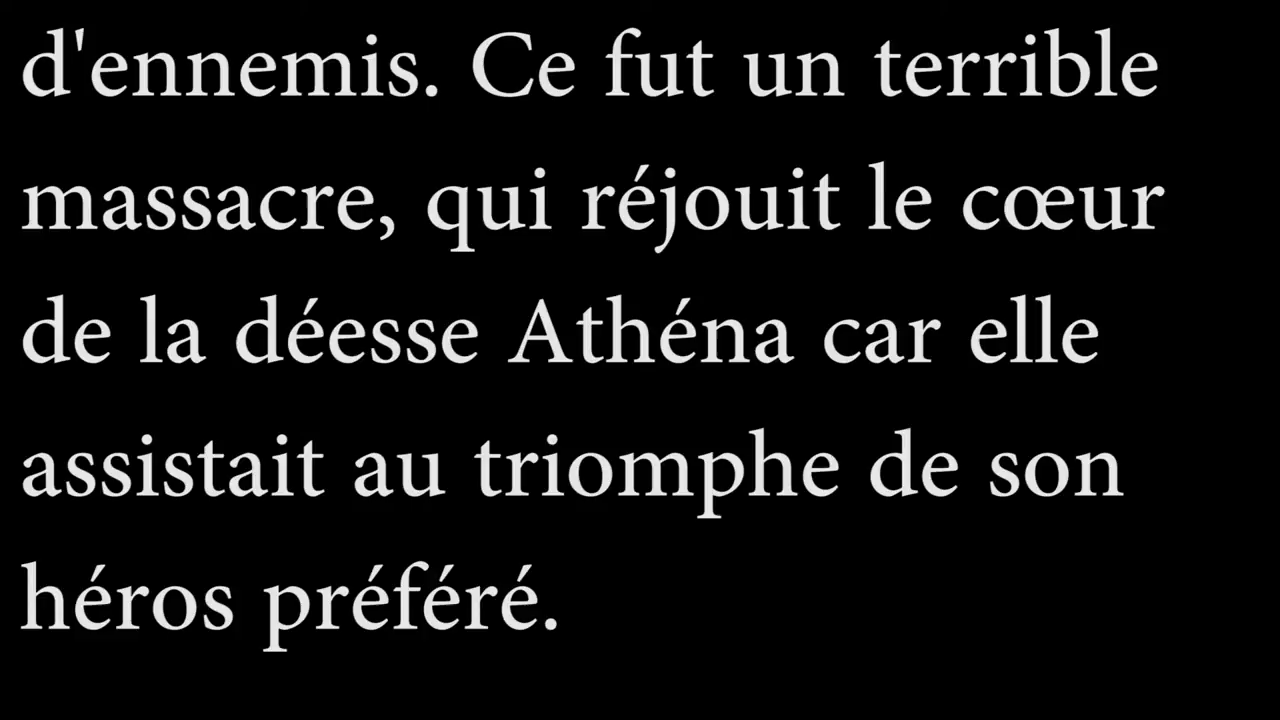 d'ennemis. Ce fut un terrible
massacre, qui réjouit le cœur
de la déesse Athéna car elle
assistait au triomphe de son
héros préféré.